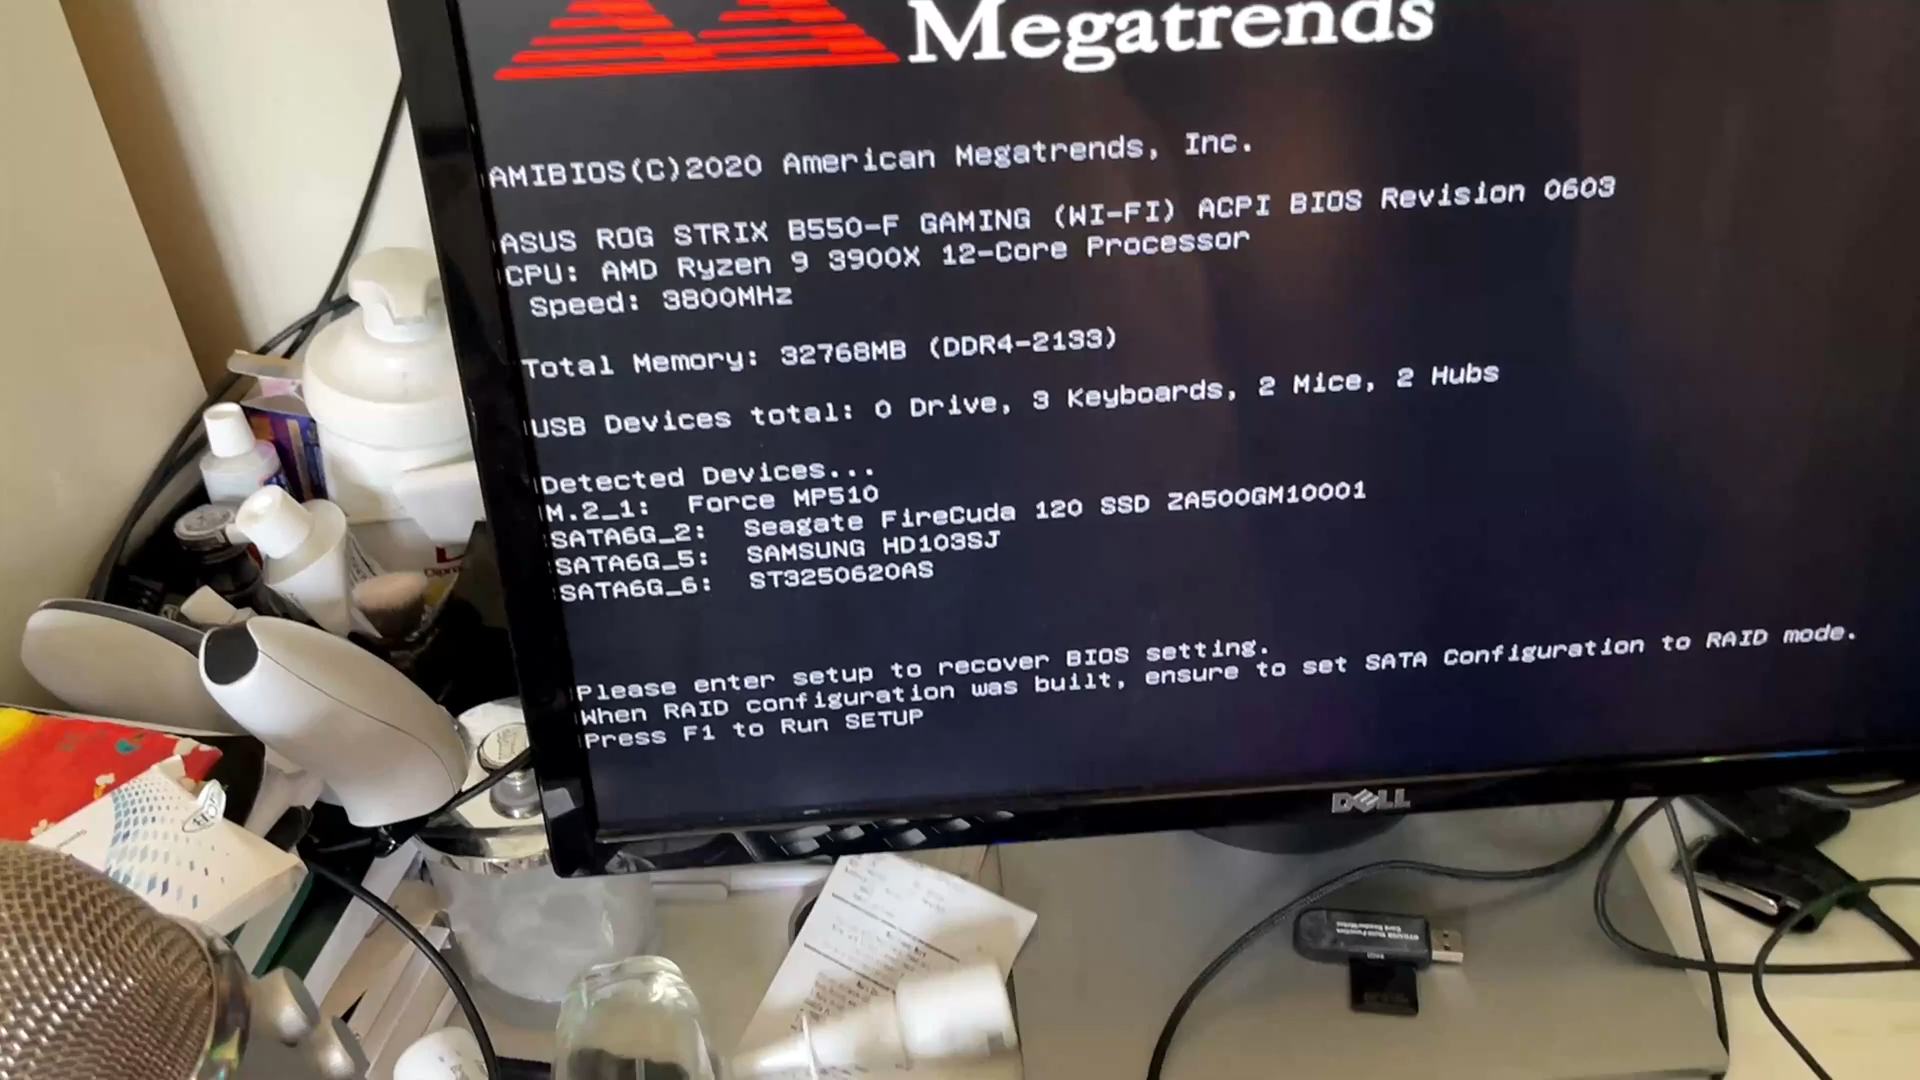 Megatrends
AMIBIOS(C)2020 American Megatrends, Inc.
ASUS ROG STRIX B550-F GAMING (WI-FI) ACPI BIOS Revision 0603
CPU: AMD Ryzen 9 3900X 12-Core Processor
Speed: 3800MHz
Total Memory: 32768MB (DDR4-2133)
USB Devices total: 0 Drive, 3 Keyboards, 2 Mice, 2 Hubs
Detected Devices...
M.2_1: Force MP510
SATA6G_2: Seagate FireCuda 120 SSD ZA500GM10001
SATA6G_5: SAMSUNG HD103SJ
SATA6G_6: ST3250620AS
Please enter setup to recover BIOS setting.
When RAID configuration was built, ensure to set SATA Configuration to RAID mode.
Press F1 to Run SETUP
DELL